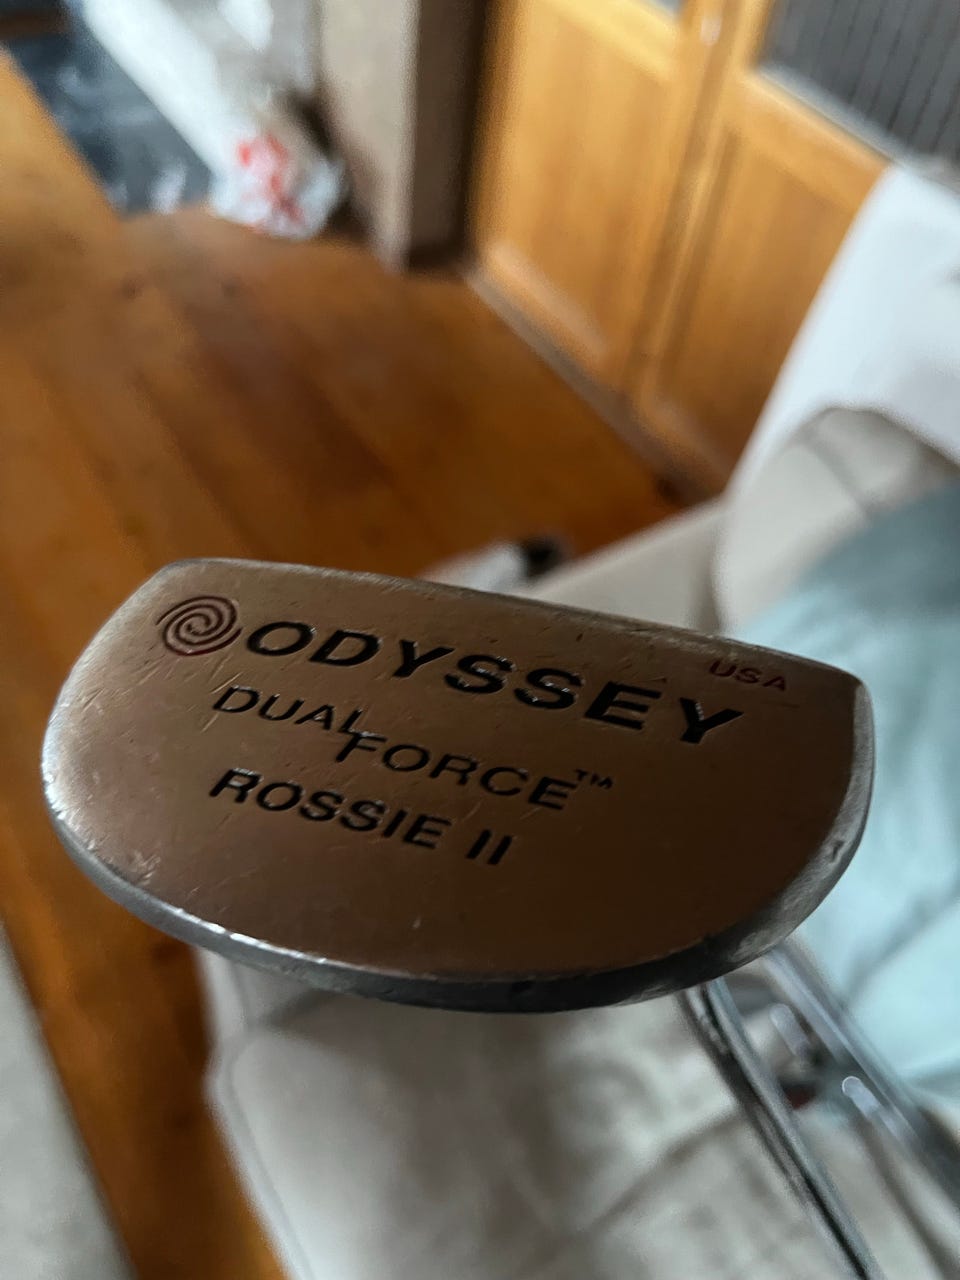 ODYSSEY
USA
DUAL
FORCE™
ROSSIE II